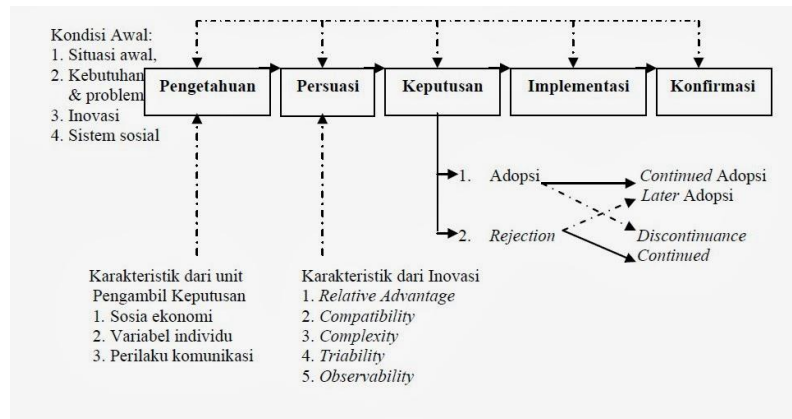 Kondisi Awal:
1. Situasi awal,
2. Kebutuhan
& problem
3. Inovasi
4. Sistem sosial
Pengetahuan
Persuasi
Keputusan
Implementasi
Konfirmasi
1. Adopsi
2. Rejection
Continued Adopsi
Later Adopsi
Discontinuance
Continued
Karakteristik dari unit
Pengambil Keputusan
1. Sosia ekonomi
2. Variabel individu
3. Perilaku komunikasi
Karakteristik dari Inovasi
1. Relative Advantage
2. Compatibility
3. Complexity
4. Triability
5. Observability